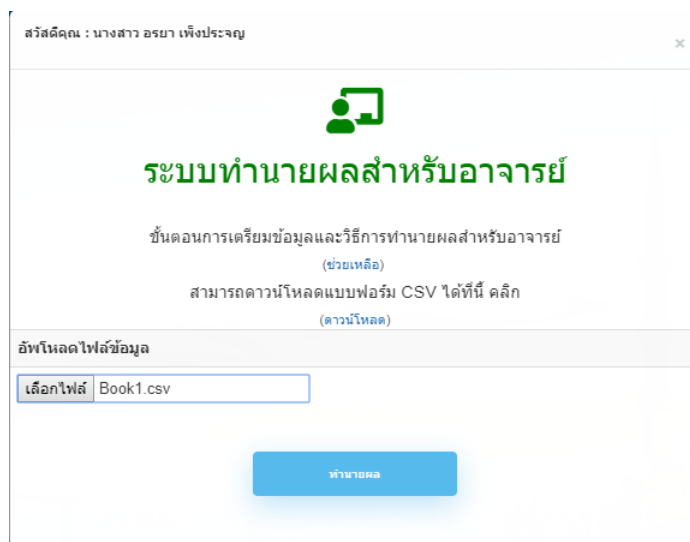 สวัสดีคุณ : นางสาว อรยา เพ็งประจญ
×
ระบบทำนายผลสำหรับอาจารย์
ขั้นตอนการเตรียมข้อมูลและวิธีการทำนายผลสำหรับอาจารย์
(ช่วยเหลือ)
สามารถดาวน์โหลดแบบฟอร์ม CSV ได้ที่นี้ คลิก
(ดาวน์โหลด)
อัพโหลดไฟล์ข้อมูล
เลือกไฟล์ Book1.csv
ทำนายผล